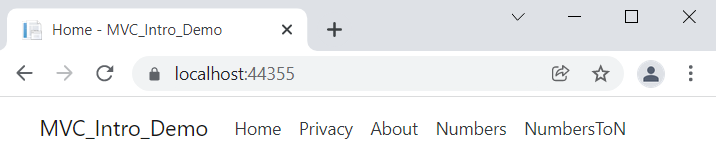 Home - MVC_Intro_Demo
localhost:44355
MVC_Intro_Demo Home Privacy About Numbers NumbersToN